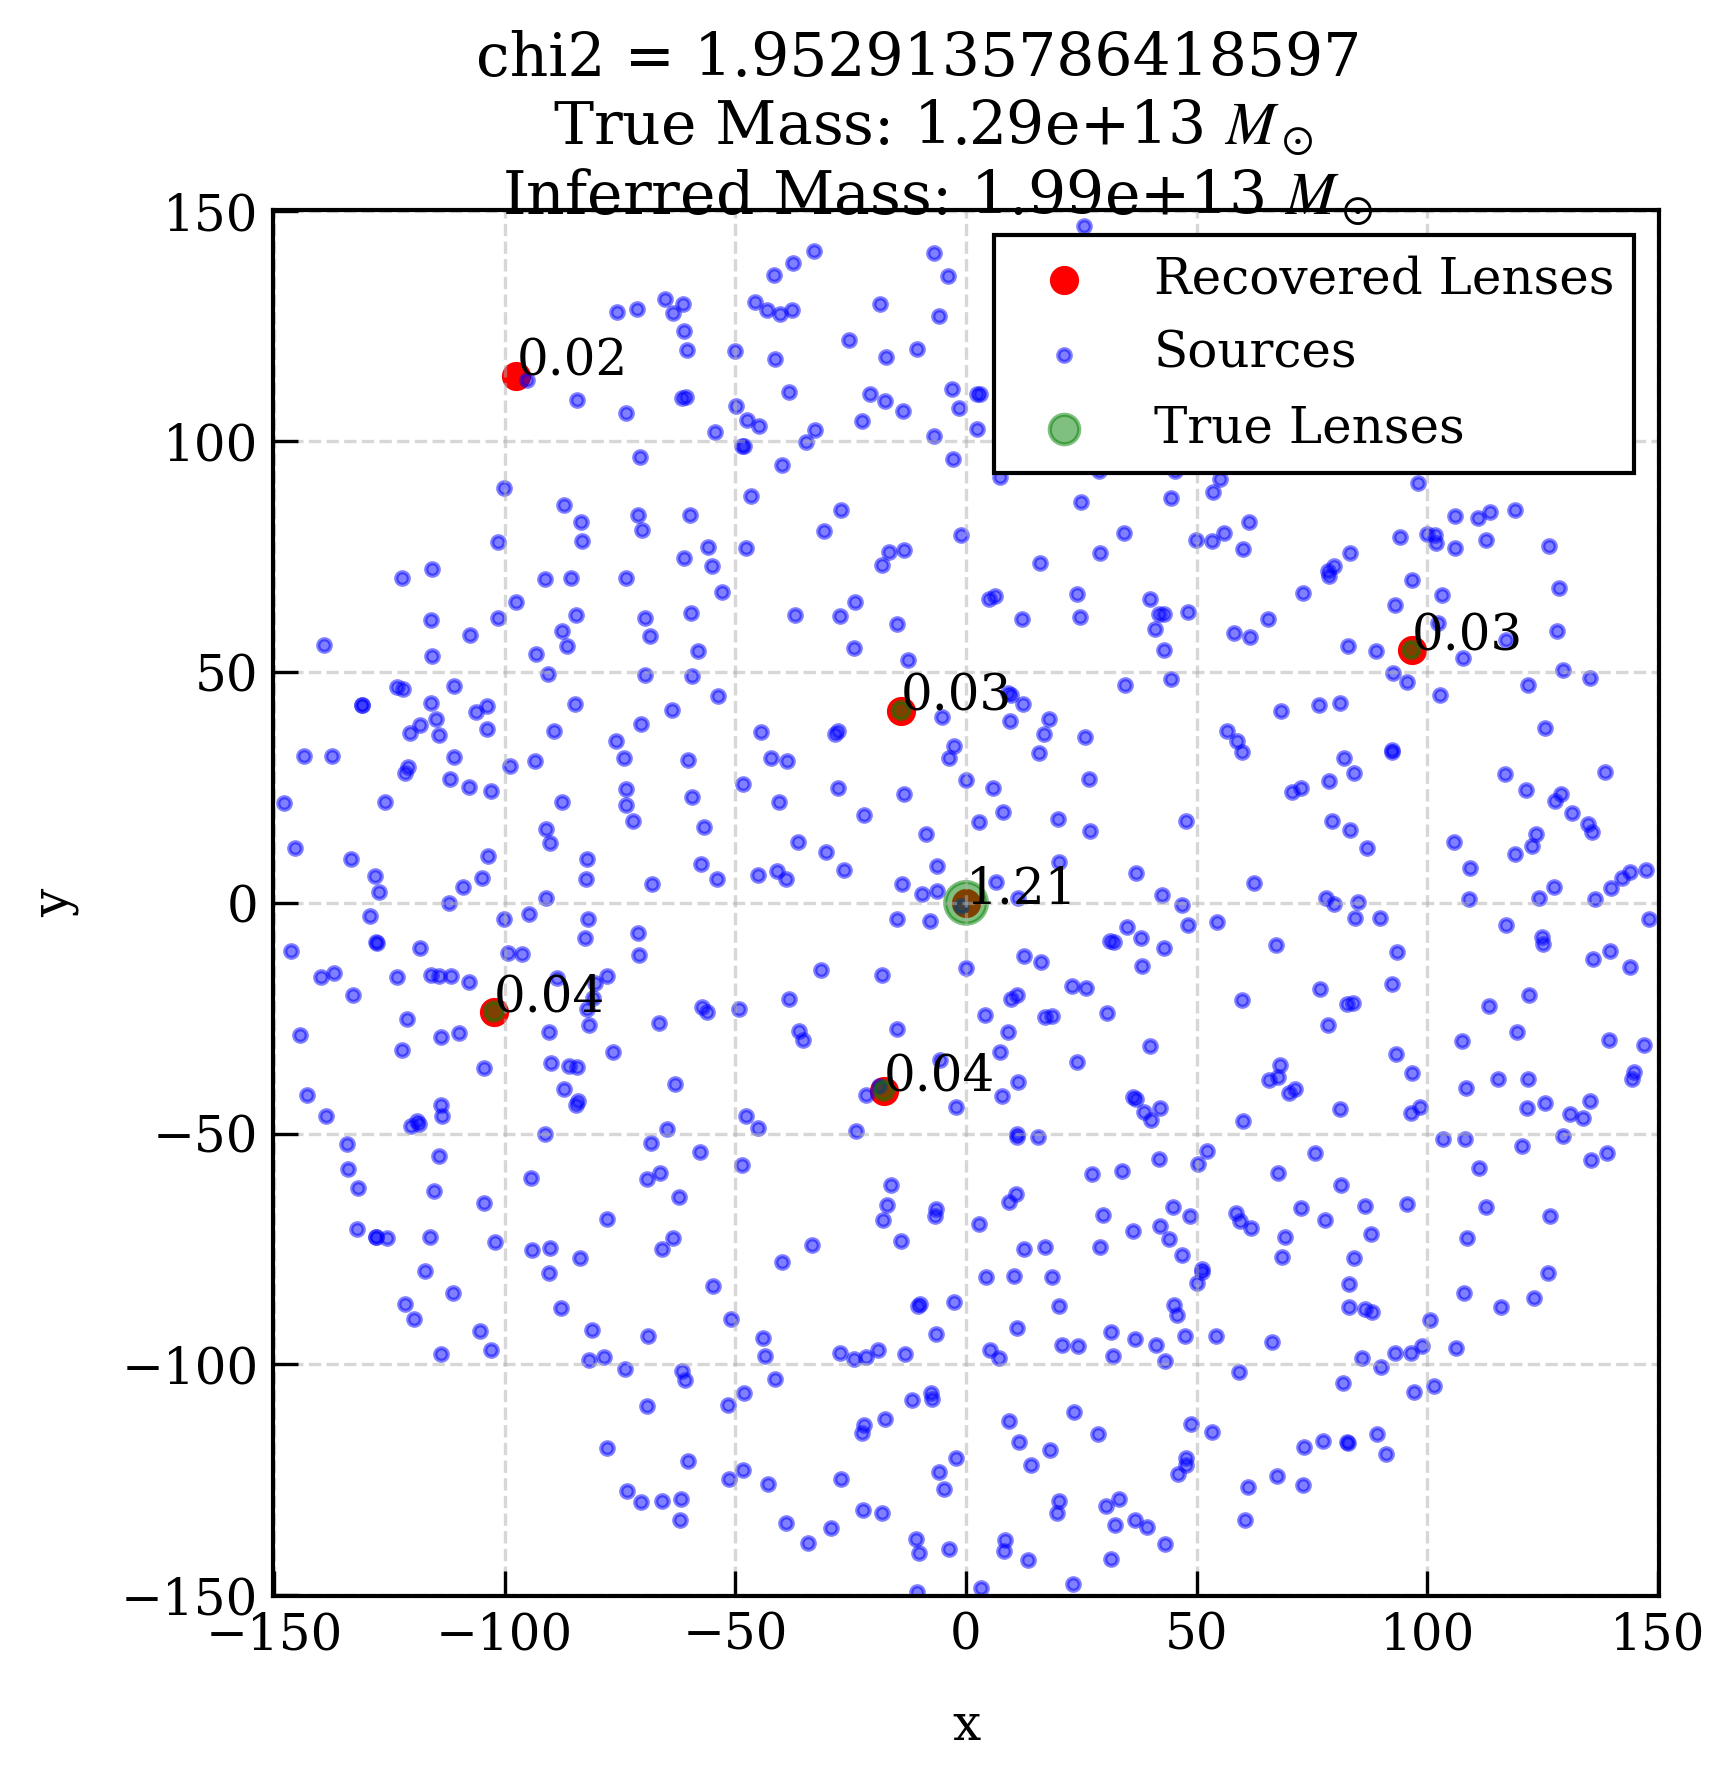 chi2 = 1.9529135786418597
True Mass: 1.29e+13 M⊙
Inferred Mass: 1.99e+13 M⊙
150
Recovered Lenses
Sources
True Lenses
0.02
100
0.03
50
0.03
1.21
0
y
0.04
0.04
−50
−100
−150
−150 −100 −50 0 50 100 150
x